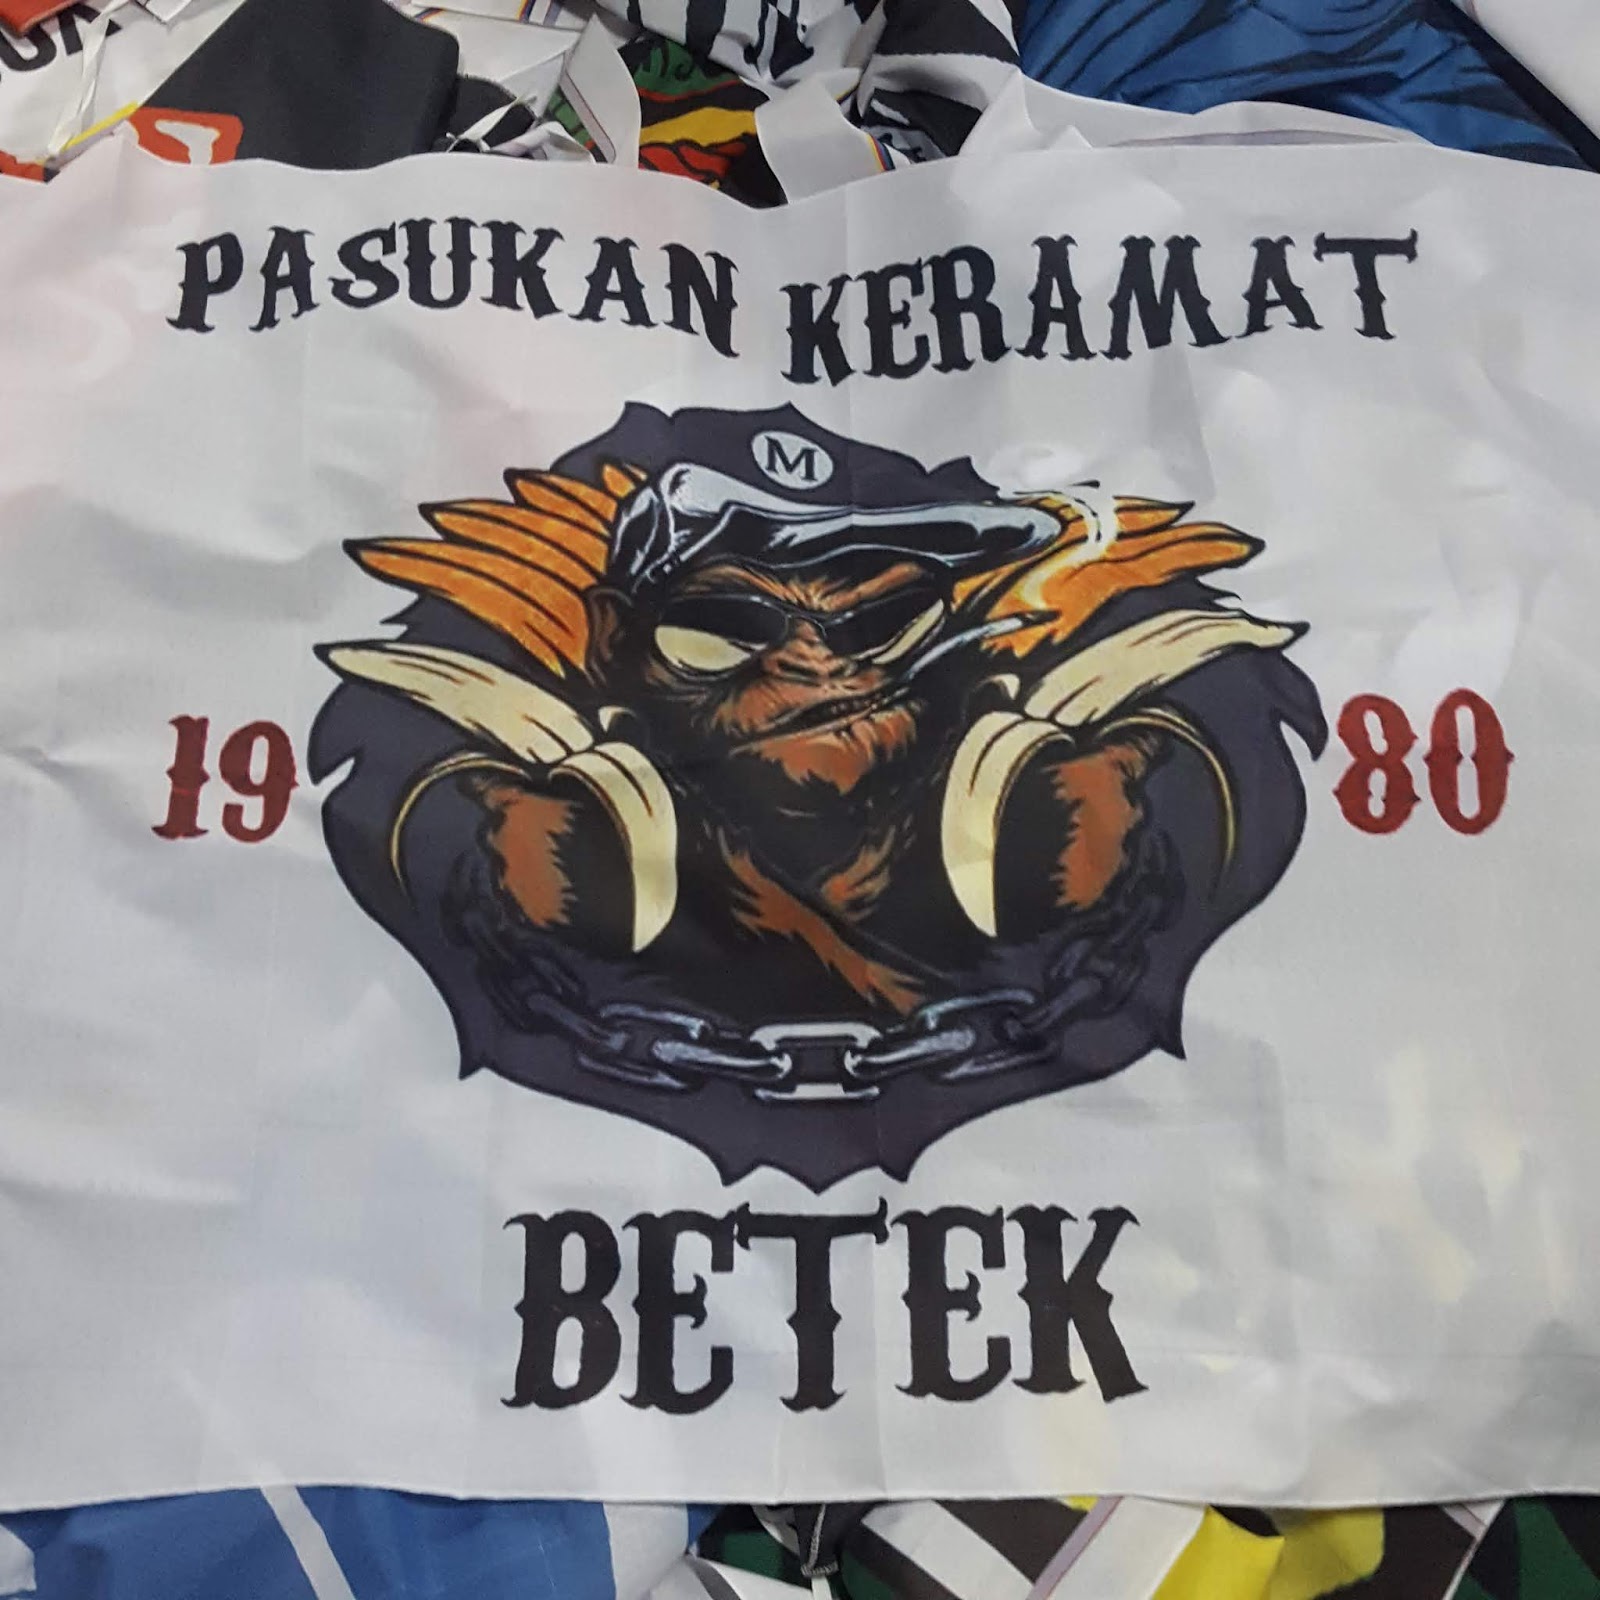 PASUKAN KERAMAT
M
19 80
BETEK